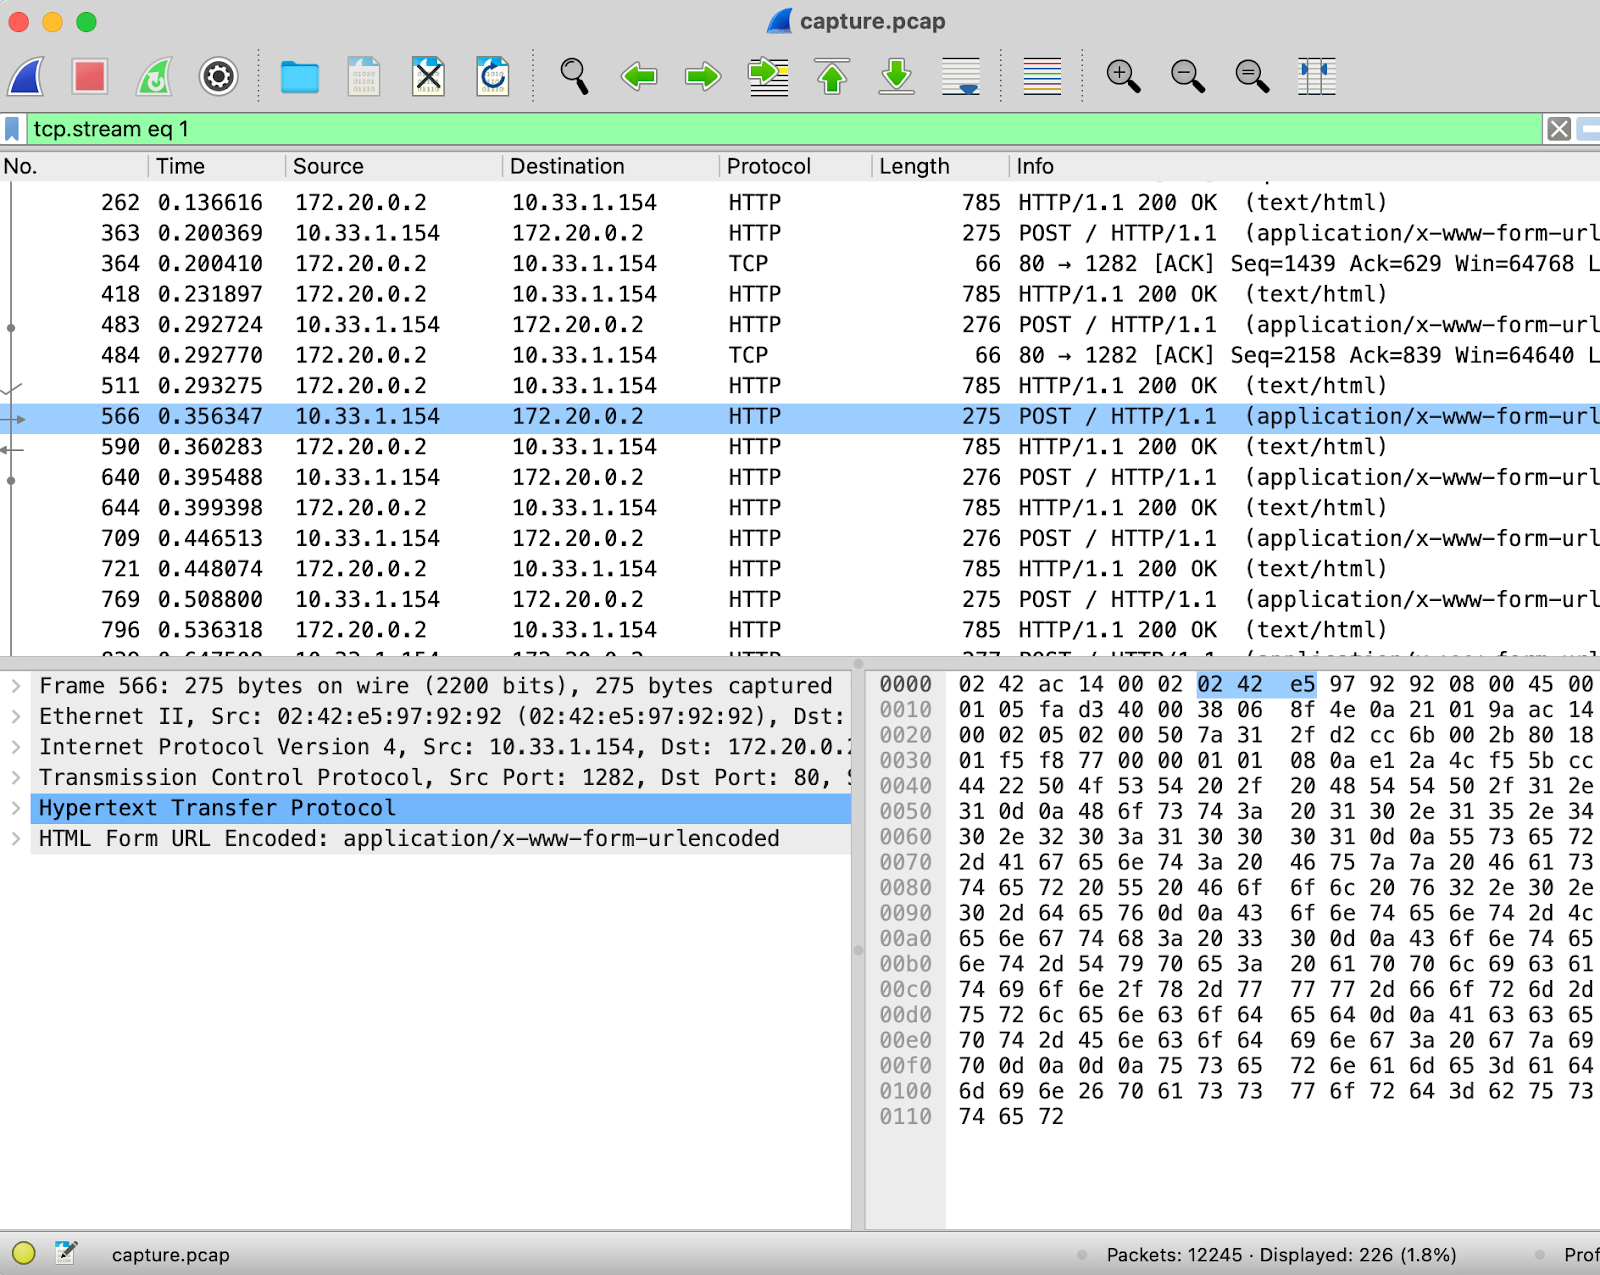 capture.pcap
tcp.stream eq 1
No. Time Source Destination Protocol Length Info
262 0.136616 172.20.0.2 10.33.1.154 HTTP 785 HTTP/1.1 200 OK (text/html)
363 0.200369 10.33.1.154 172.20.0.2 HTTP 275 POST / HTTP/1.1 (application/x-www-form-url
364 0.200410 172.20.0.2 10.33.1.154 TCP 66 80 → 1282 [ACK] Seq=1439 Ack=629 Win=64768 L
418 0.231897 172.20.0.2 10.33.1.154 HTTP 785 HTTP/1.1 200 OK (text/html)
483 0.292724 10.33.1.154 172.20.0.2 HTTP 276 POST / HTTP/1.1 (application/x-www-form-url
484 0.292770 172.20.0.2 10.33.1.154 TCP 66 80 → 1282 [ACK] Seq=2158 Ack=839 Win=64640 L
511 0.293275 172.20.0.2 10.33.1.154 HTTP 785 HTTP/1.1 200 OK (text/html)
566 0.356347 10.33.1.154 172.20.0.2 HTTP 275 POST / HTTP/1.1 (application/x-www-form-url
590 0.360283 172.20.0.2 10.33.1.154 HTTP 785 HTTP/1.1 200 OK (text/html)
640 0.395488 10.33.1.154 172.20.0.2 HTTP 276 POST / HTTP/1.1 (application/x-www-form-url
644 0.399398 172.20.0.2 10.33.1.154 HTTP 785 HTTP/1.1 200 OK (text/html)
709 0.446513 10.33.1.154 172.20.0.2 HTTP 276 POST / HTTP/1.1 (application/x-www-form-url
721 0.448074 172.20.0.2 10.33.1.154 HTTP 785 HTTP/1.1 200 OK (text/html)
769 0.508800 10.33.1.154 172.20.0.2 HTTP 275 POST / HTTP/1.1 (application/x-www-form-url
796 0.536318 172.20.0.2 10.33.1.154 HTTP 785 HTTP/1.1 200 OK (text/html)
Frame 566: 275 bytes on wire (2200 bits), 275 bytes captured
Ethernet II, Src: 02:42:e5:97:92:92 (02:42:e5:97:92:92), Dst:
Internet Protocol Version 4, Src: 10.33.1.154, Dst: 172.20.0.2
Transmission Control Protocol, Src Port: 1282, Dst Port: 80, S
Hypertext Transfer Protocol
HTML Form URL Encoded: application/x-www-form-urlencoded
0000 02 42 ac 14 00 02 02 42 e5 97 92 92 08 00 45 00
0010 01 05 fa d3 40 00 38 06 8f 4e 0a 21 01 9a ac 14
0020 00 02 05 02 00 50 7a 31 2f d2 cc 6b 00 2b 80 18
0030 01 f5 f8 77 00 00 01 01 08 0a e1 2a 4c f5 5b cc
0040 44 22 50 4f 53 54 20 2f 20 48 54 54 50 2f 31 2e
0050 31 0d 0a 48 6f 73 74 3a 20 31 30 2e 31 35 2e 34
0060 30 2e 32 30 3a 31 30 30 30 31 0d 0a 55 73 65 72
0070 2d 41 67 65 6e 74 3a 20 46 75 7a 7a 20 46 61 73
0080 74 65 72 20 55 20 46 6f 6f 6c 20 76 32 2e 30 2e
0090 30 2d 64 65 76 0d 0a 43 6f 6e 74 65 6e 74 2d 4c
00a0 65 6e 67 74 68 3a 20 33 30 0d 0a 43 6f 6e 74 65
00b0 6e 74 2d 54 79 70 65 3a 20 61 70 70 6c 69 63 61
00c0 74 69 6f 6e 2f 78 2d 77 77 77 2d 66 6f 72 6d 2d
00d0 75 72 6c 65 6e 63 6f 64 65 64 0d 0a 41 63 63 65
00e0 70 74 2d 45 6e 63 6f 64 69 6e 67 3a 20 67 7a 69
00f0 70 0d 0a 0d 0a 75 73 65 72 6e 61 6d 65 3d 61 64
0100 6d 69 6e 26 70 61 73 73 77 6f 72 64 3d 62 75 73
0110 74 65 72
capture.pcap
Packets: 12245 · Displayed: 226 (1.8%)
Prof